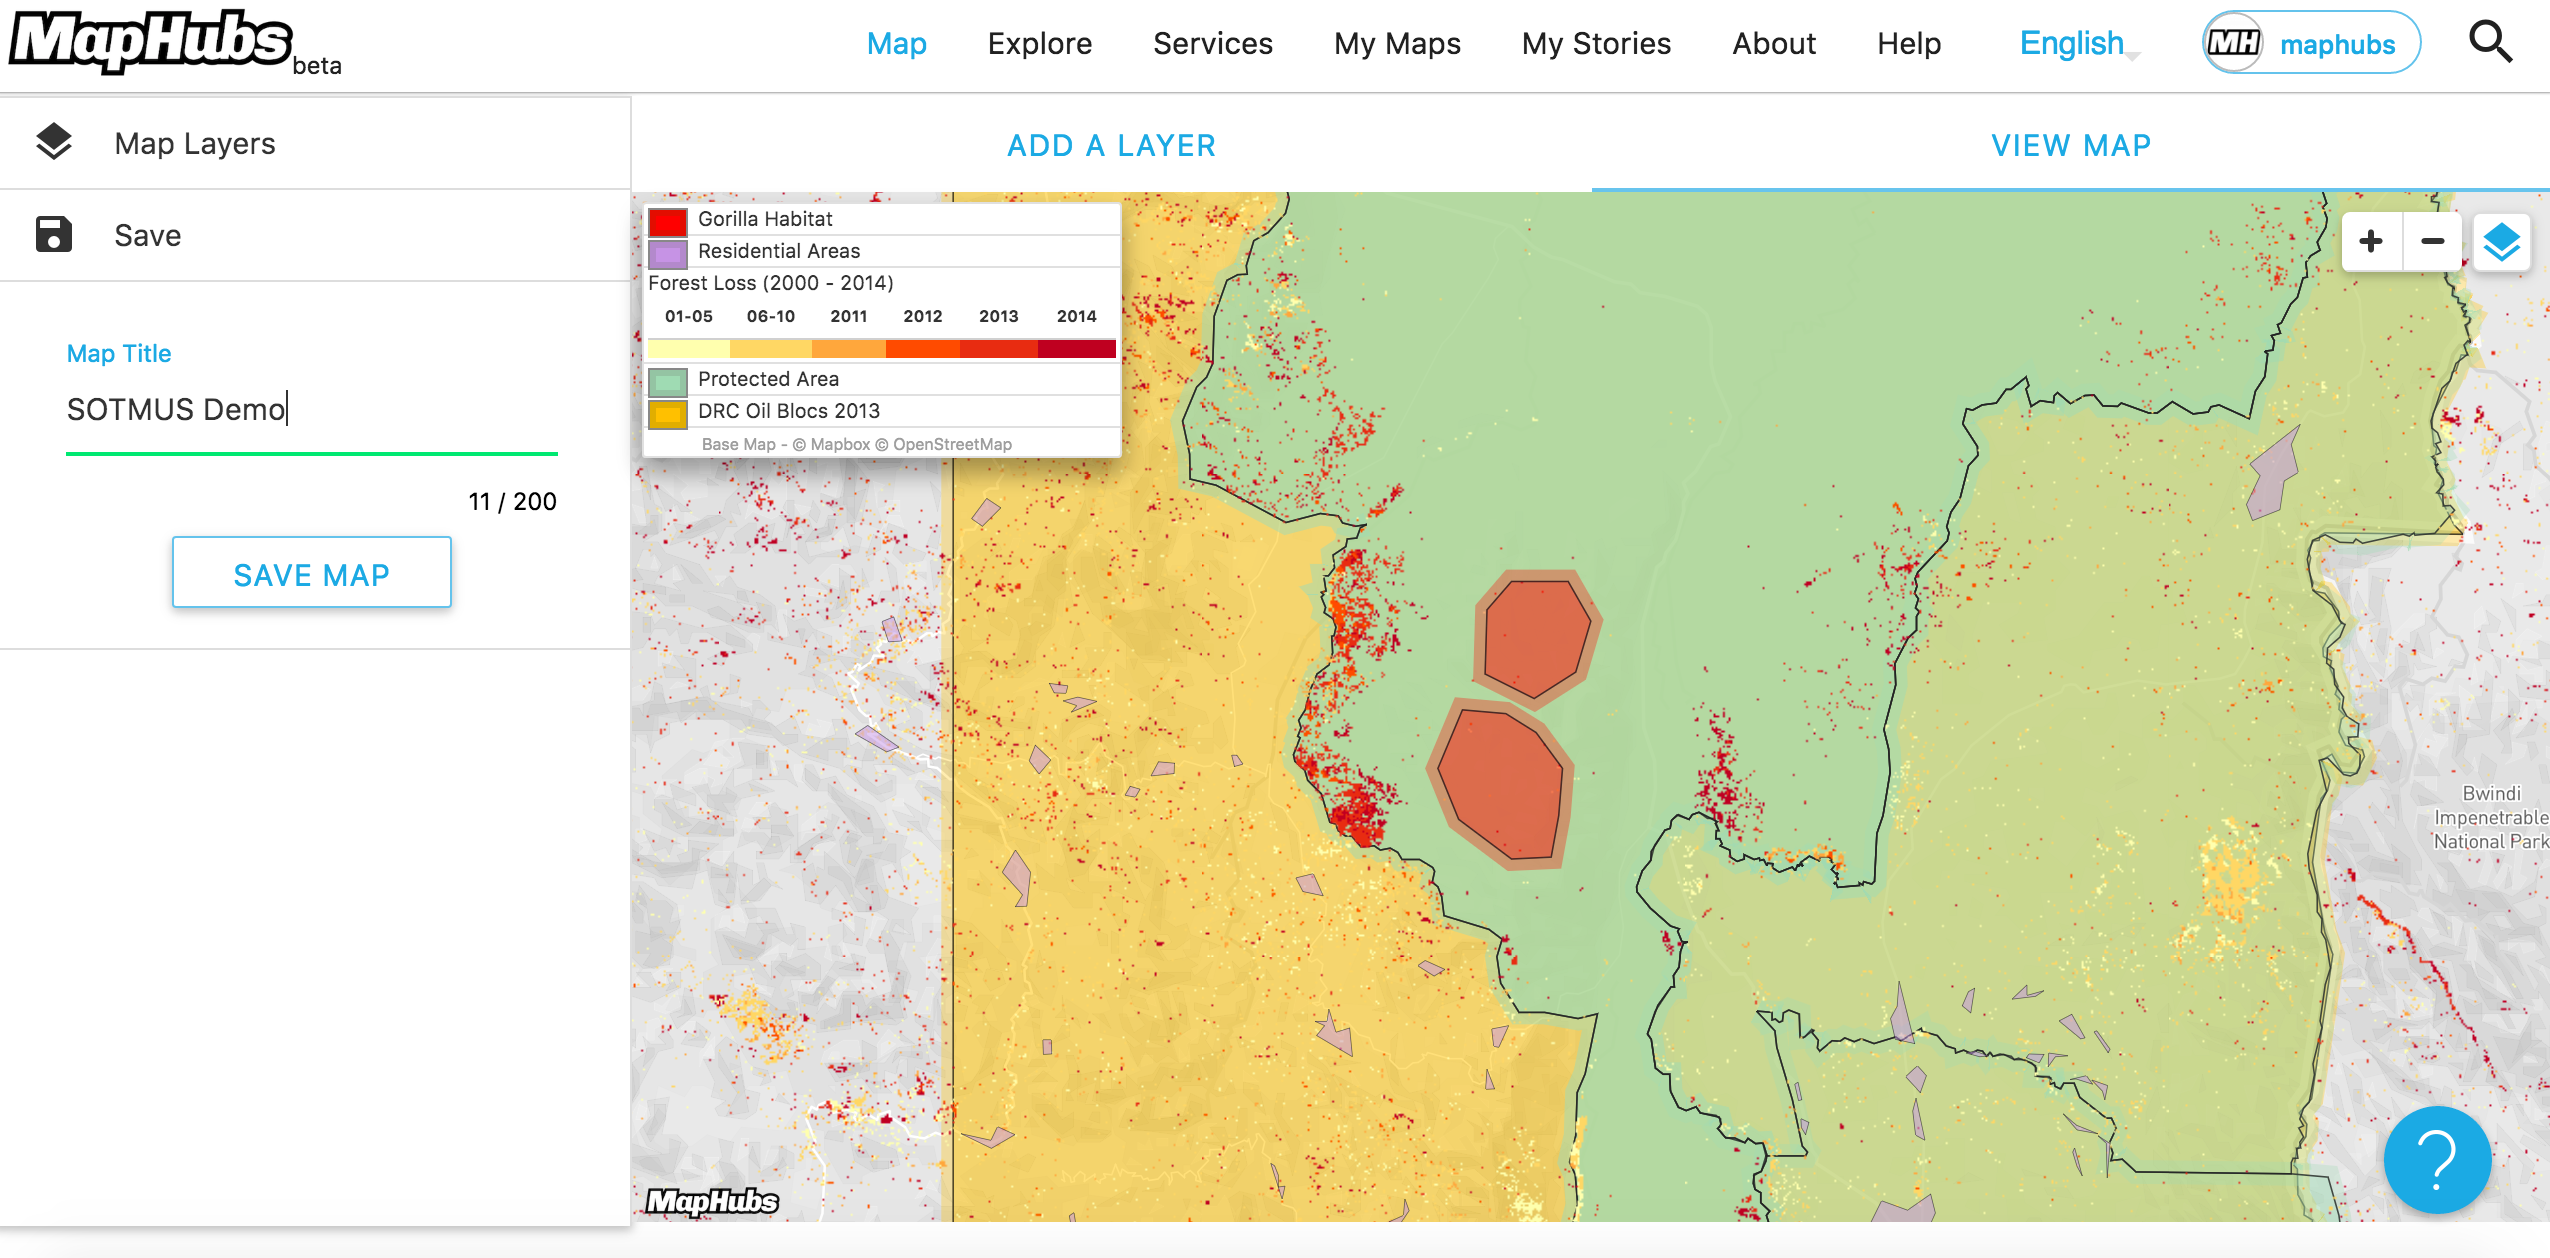 MapHubs beta
Map Explore Services My Maps My Stories About Help English MH maphubs
Map Layers
Save
Map Title
SOTMUS Demo
11 / 200
SAVE MAP
ADD A LAYER
VIEW MAP
Gorilla Habitat
Residential Areas
Forest Loss (2000 - 2014)
01-05 06-10 2011 2012 2013 2014
Protected Area
DRC Oil Blocs 2013
Base Map - © Mapbox © OpenStreetMap
+ −
Bwindi
Impenetrable
National Park
MapHubs
?